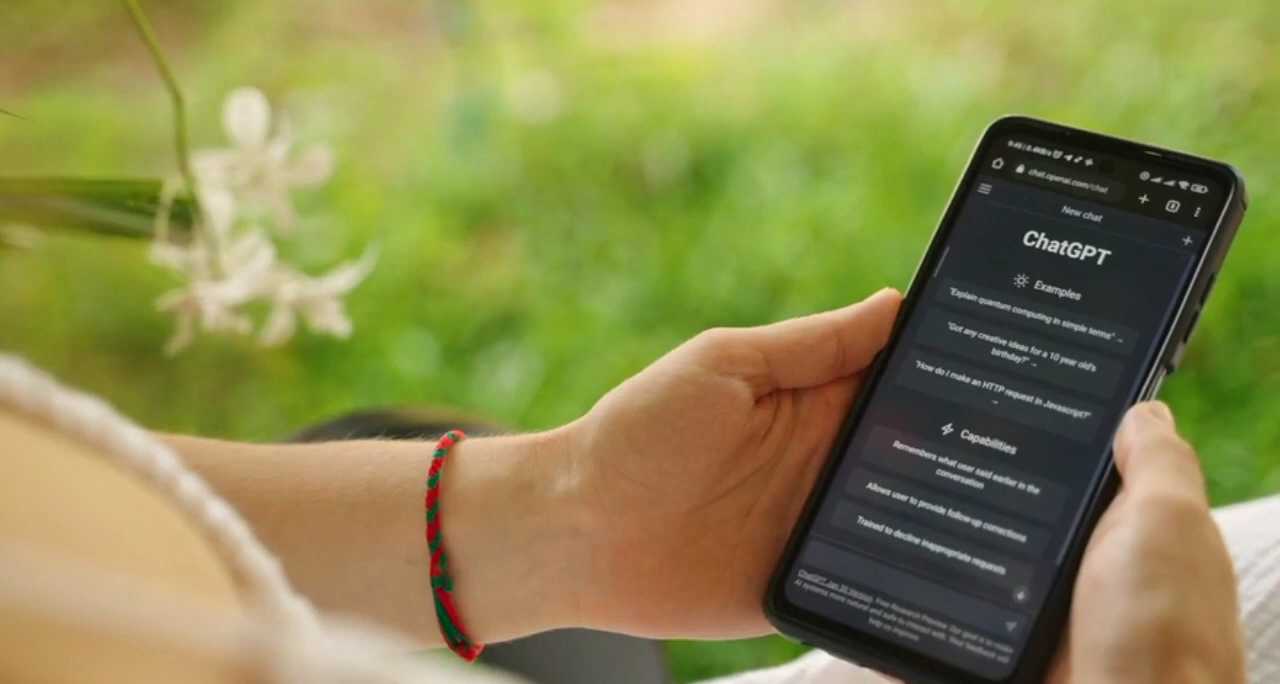 9:45 | 0.4KB/s
chat.openai.com/chat
New chat
ChatGPT
Examples
"Explain quantum computing in simple terms" →
"Got any creative ideas for a 10 year old's
birthday?" →
"How do I make an HTTP request in Javascript?"
→
Capabilities
Remembers what user said earlier in the
conversation
Allows user to provide follow-up corrections
Trained to decline inappropriate requests
ChatGPT Jan 30 Version. Free Research Preview. Our goal is to make
AI systems more natural and safe to interact with. Your feedback will
help us improve.